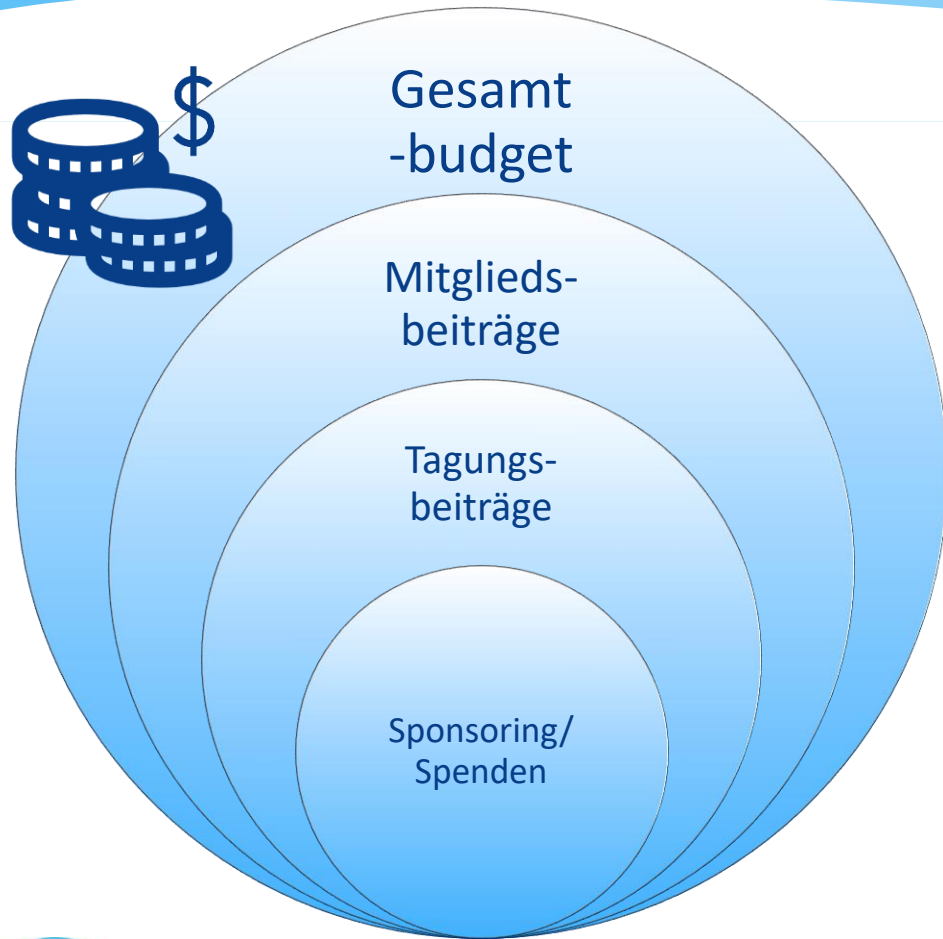 $
Gesamt
-budget
Mitglieds-
beiträge
Tagungs-
beiträge
Sponsoring/
Spenden